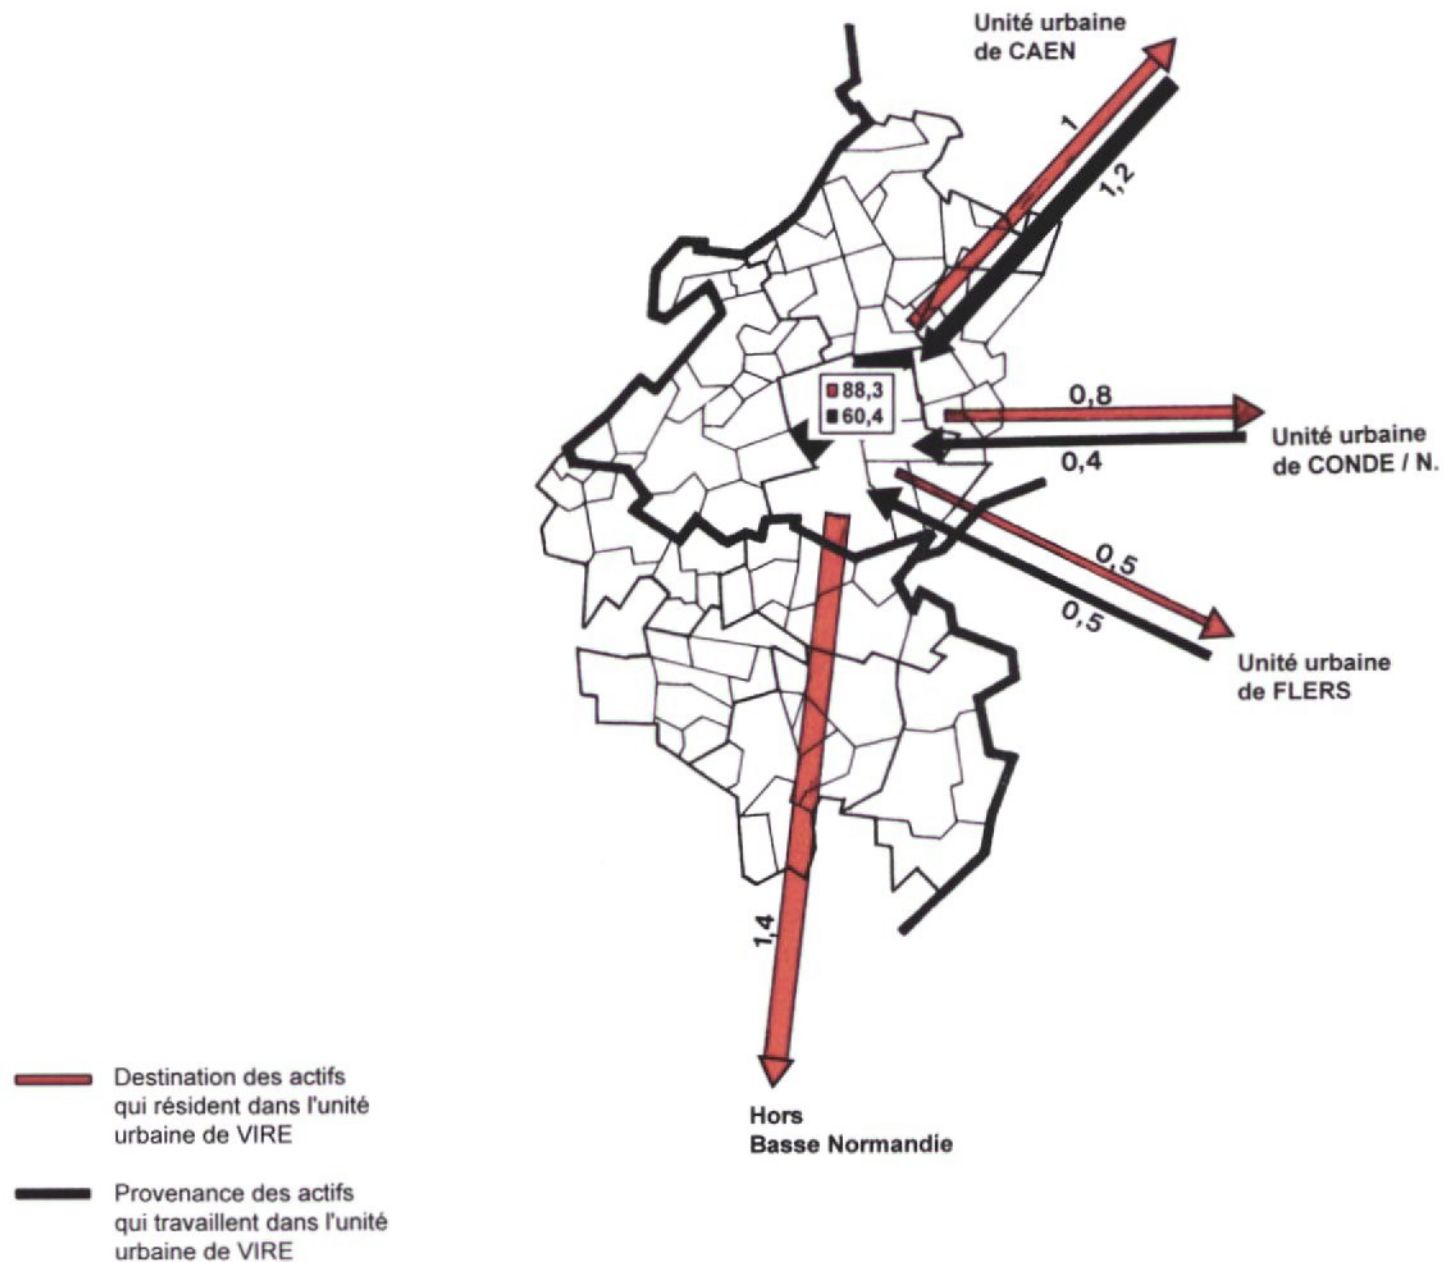 Unité urbaine
de CAEN
1
1,2
88,3
60,4
0,8
0,4
Unité urbaine
de CONDE / N.
0,5
0,5
Unité urbaine
de FLERS
1,4
Hors
Basse Normandie
Destination des actifs
qui résident dans l'unité
urbaine de VIRE
Provenance des actifs
qui travaillent dans l'unité
urbaine de VIRE